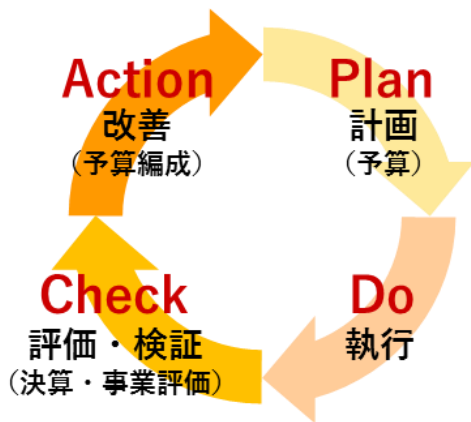 Action
改善
（予算編成）
Plan
計画
（予算）
Check
評価・検証
（決算・事業評価）
Do
執行